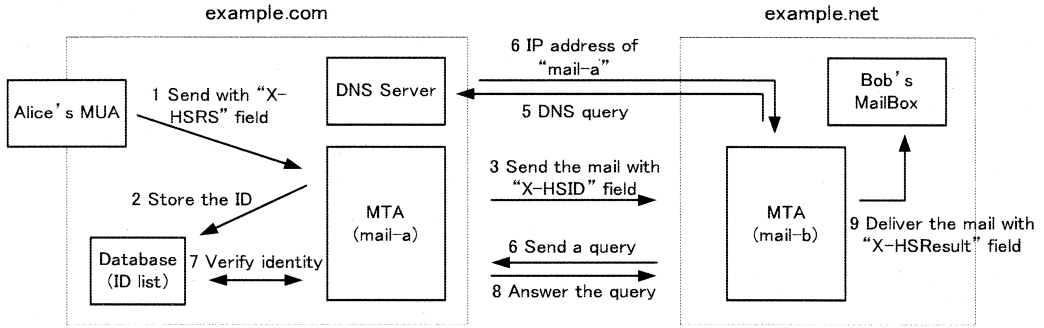 example.com
example.net
6 IP address of
"mail-a"
Alice's MUA
1 Send with "X-
HSRS" field
DNS Server
5 DNS query
Bob's
MailBox
2 Store the ID
3 Send the mail with
"X-HSID" field
MTA
(mail-a)
MTA
(mail-b)
9 Deliver the mail with
"X-HSResult" field
Database
(ID list)
7 Verify identity
6 Send a query
8 Answer the query